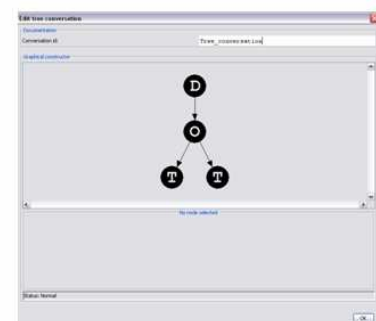 Edit tree conversation
Documentation
Conversation id: Tree_conversation
Graphical constructor
D
O
T T
No node selected
Status: Normal
OK